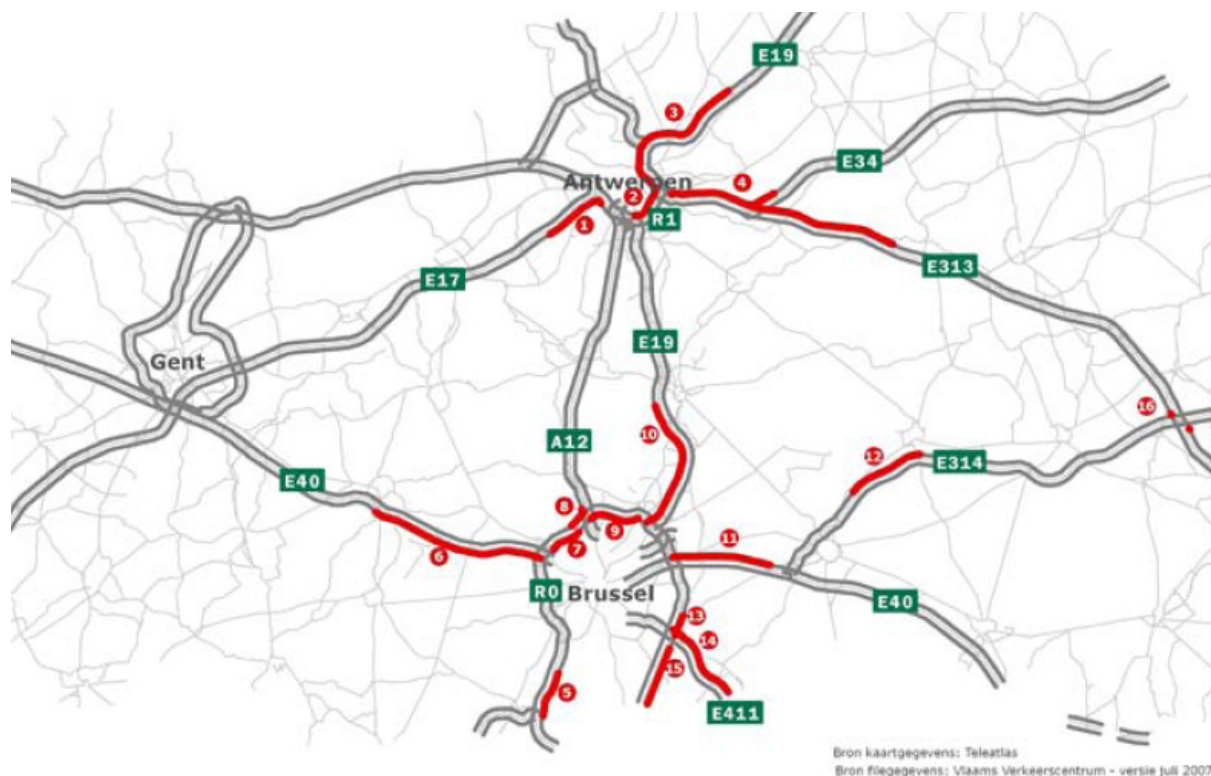 E19
3
E34
Antwerpen
4
2
R1
1
E313
E17
E19
Gent
16
10
A12
12
E314
E40
8
9
7
11
6
R0
Brussel
E40
13
14
15
5
E411
Bron kaartgegevens: Teleatlas
Bron filegegevens: Vlaams Verkeerscentrum - versie juli 2007